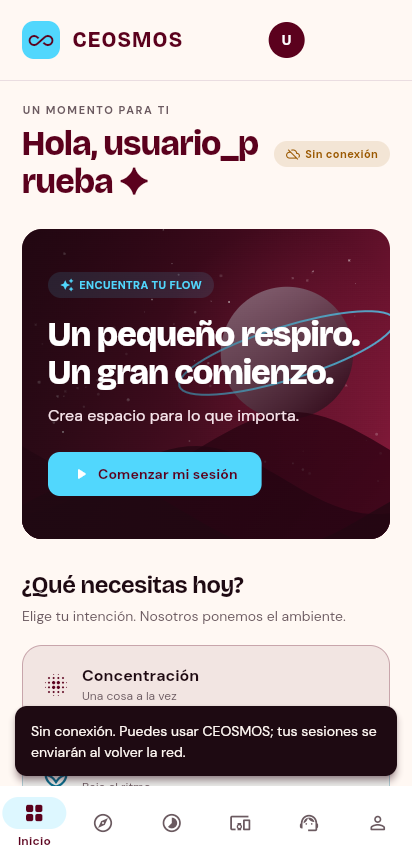 CEOSMOS
U
UN MOMENTO PARA TI
Hola, usuario_p
rueba
Sin conexión
ENCUENTRA TU FLOW
Un pequeño respiro.
Un gran comienzo.
Crea espacio para lo que importa.
Comenzar mi sesión
¿Qué necesitas hoy?
Elige tu intención. Nosotros ponemos el ambiente.
Concentración
Una cosa a la vez
Sin conexión. Puedes usar CEOSMOS; tus sesiones se
enviarán al volver la red.
Baja el ritmo
Inicio